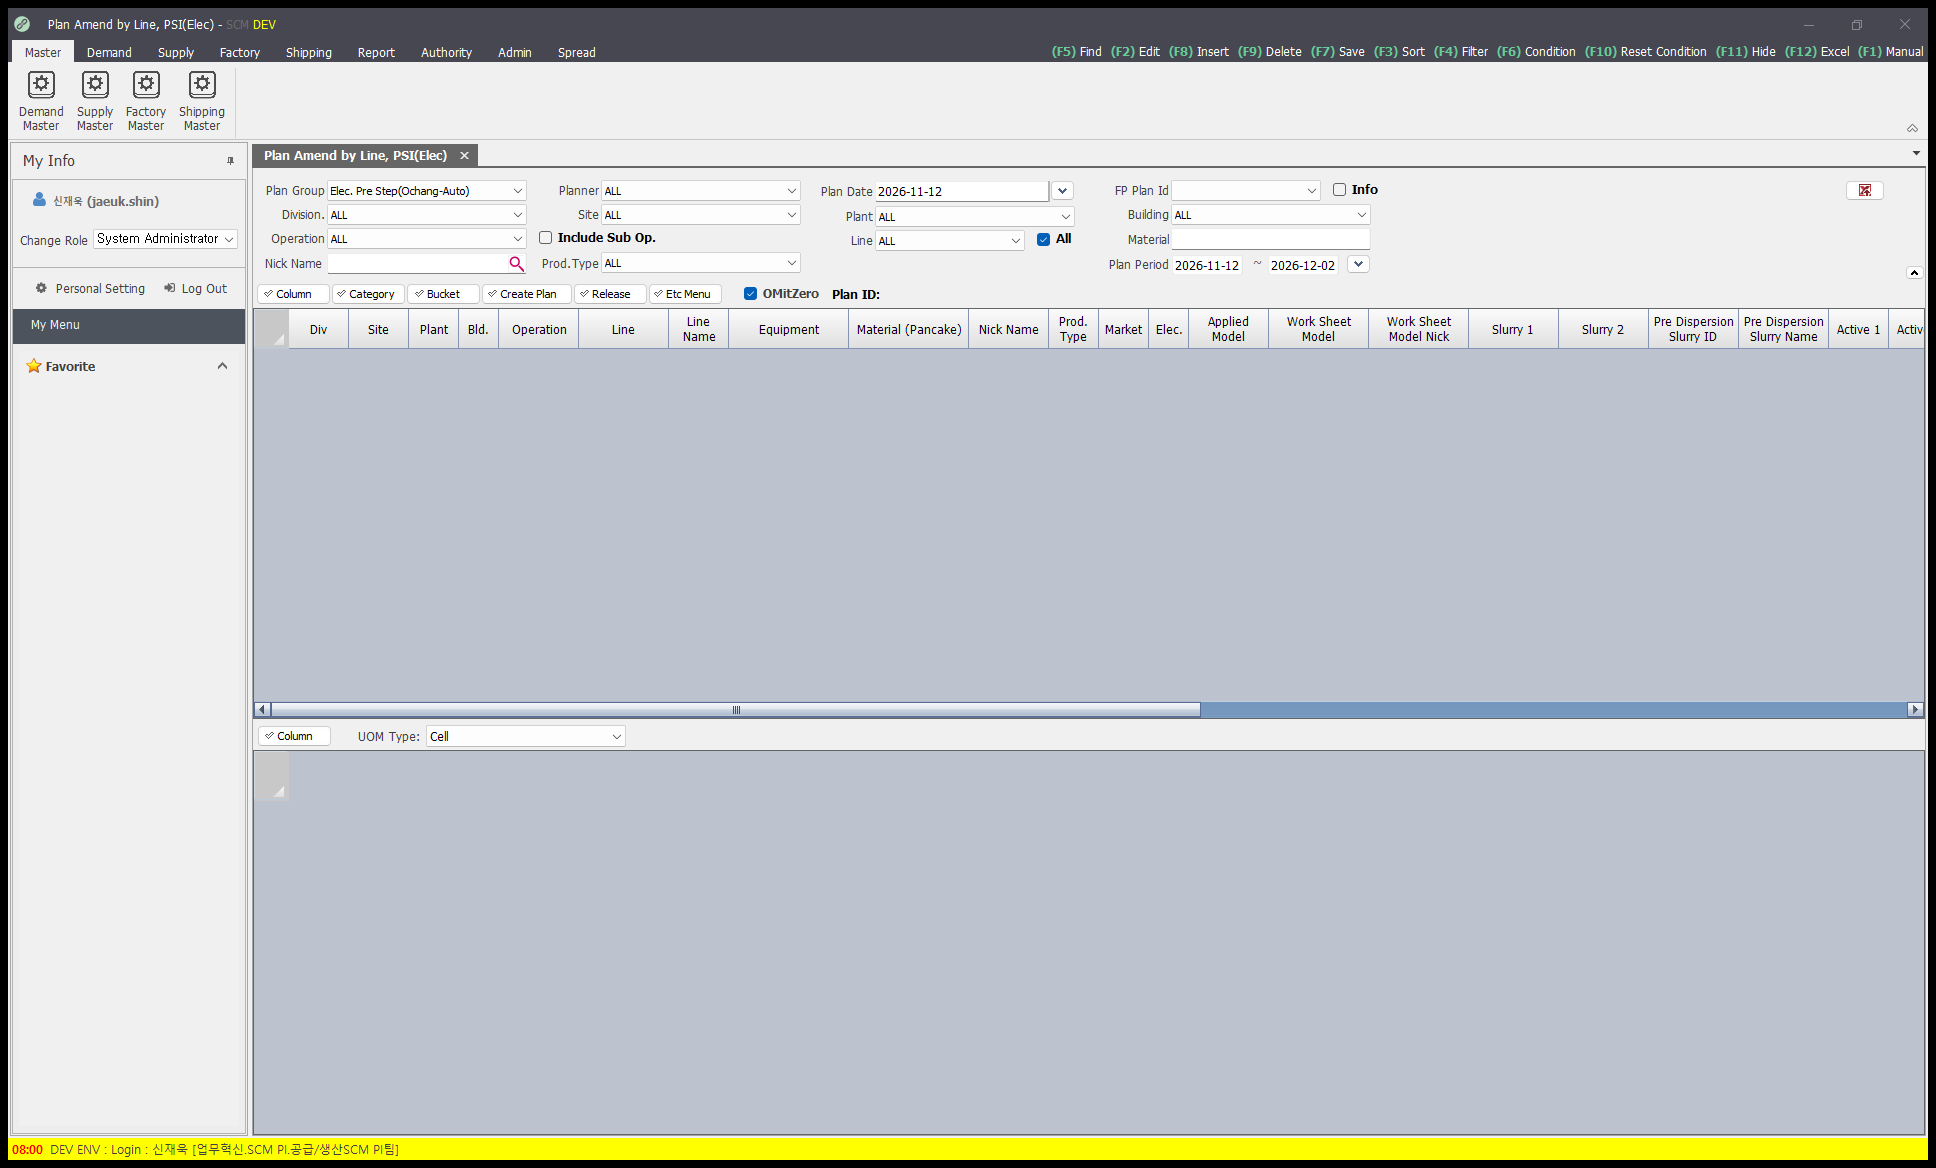 Plan Amend by Line, PSI(Elec) - SCM DEV
Master Demand Supply Factory Shipping Report Authority Admin Spread
(F5) Find (F2) Edit (F8) Insert (F9) Delete (F7) Save (F3) Sort (F4) Filter (F6) Condition (F10) Reset Condition (F11) Hide (F12) Excel (F1) Manual
Demand Master
Supply Master
Factory Master
Shipping Master
My Info
신재욱 (jaeuk.shin)
Change Role System Administrator
Personal Setting Log Out
My Menu
Favorite
Plan Amend by Line, PSI(Elec)
Plan Group Elec. Pre Step(Ochang-Auto) Planner ALL Plan Date 2026-11-12 FP Plan Id Info
Division. ALL Site ALL Plant ALL Building ALL
Operation ALL Include Sub Op. Line ALL All Material
Nick Name Prod.Type ALL Plan Period 2026-11-12 ~ 2026-12-02
Column Category Bucket Create Plan Release Etc Menu OMitZero Plan ID:
Div Site Plant Bld. Operation Line Line Name Equipment Material (Pancake) Nick Name Prod. Type Market Elec. Applied Model Work Sheet Model Work Sheet Model Nick Slurry 1 Slurry 2 Pre Dispersion Slurry ID Pre Dispersion Slurry Name Active 1 Activ
Column UOM Type: Cell
08:00 DEV ENV : Login : 신재욱 [업무혁신.SCM PI.공급/생산SCM PI팀]